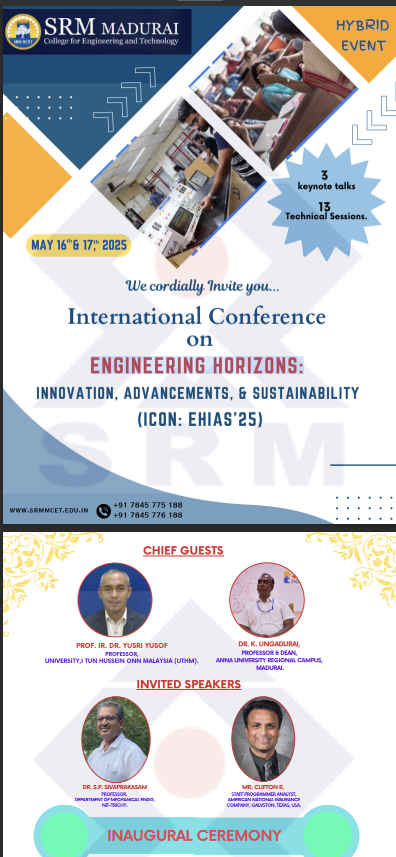 SRM MADURAI
College for Engineering and Technology
HYBRID
EVENT
3
keynote talks
13
Technical Sessions.
MAY 16th & 17th, 2025
We cordially Invite you...
International Conference
on
ENGINEERING HORIZONS:
INNOVATION, ADVANCEMENTS, & SUSTAINABILITY
(ICON: EHIAS'25)
SRM
WWW.SRMMCET.EDU.IN
+91 7845 775 188
+91 7845 776 188
CHIEF GUESTS
PROF. IR. DR. YUSRI YUSOF
PROFESSOR,
UNIVERSITY,I TUN HUSSEIN ONN MALAYSIA (UTHM).
DR. K. LINGADURAI,
PROFESSOR & DEAN,
ANNA UNIVERSITY REGIONAL CAMPUS,
MADURAI.
INVITED SPEAKERS
DR. S.P. SIVAPRAKASAM
PROFESSOR,
DEPARTMENT OF MECHANICAL ENGG,
NIT-TRICHY.
MR. CLIFTON R,
STAFF PROGRAMMER ANALYST,
AMERICAN NATIONAL INSURANCE
COMPANY, GALVSTON, TEXAS, USA.
INAUGURAL CEREMONY